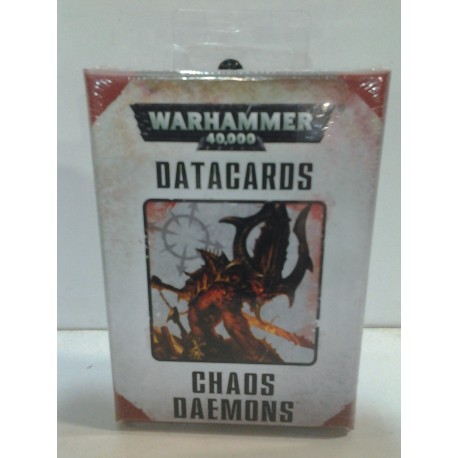 WARHAMMER
40,000
DATACARDS
CHAOS
DAEMONS